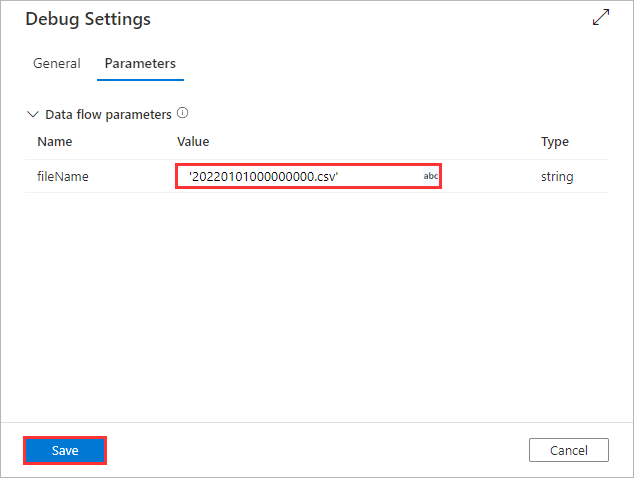 Debug Settings
General Parameters
Data flow parameters
Name Value Type
fileName '20220101000000000.csv' abc string
Save Cancel